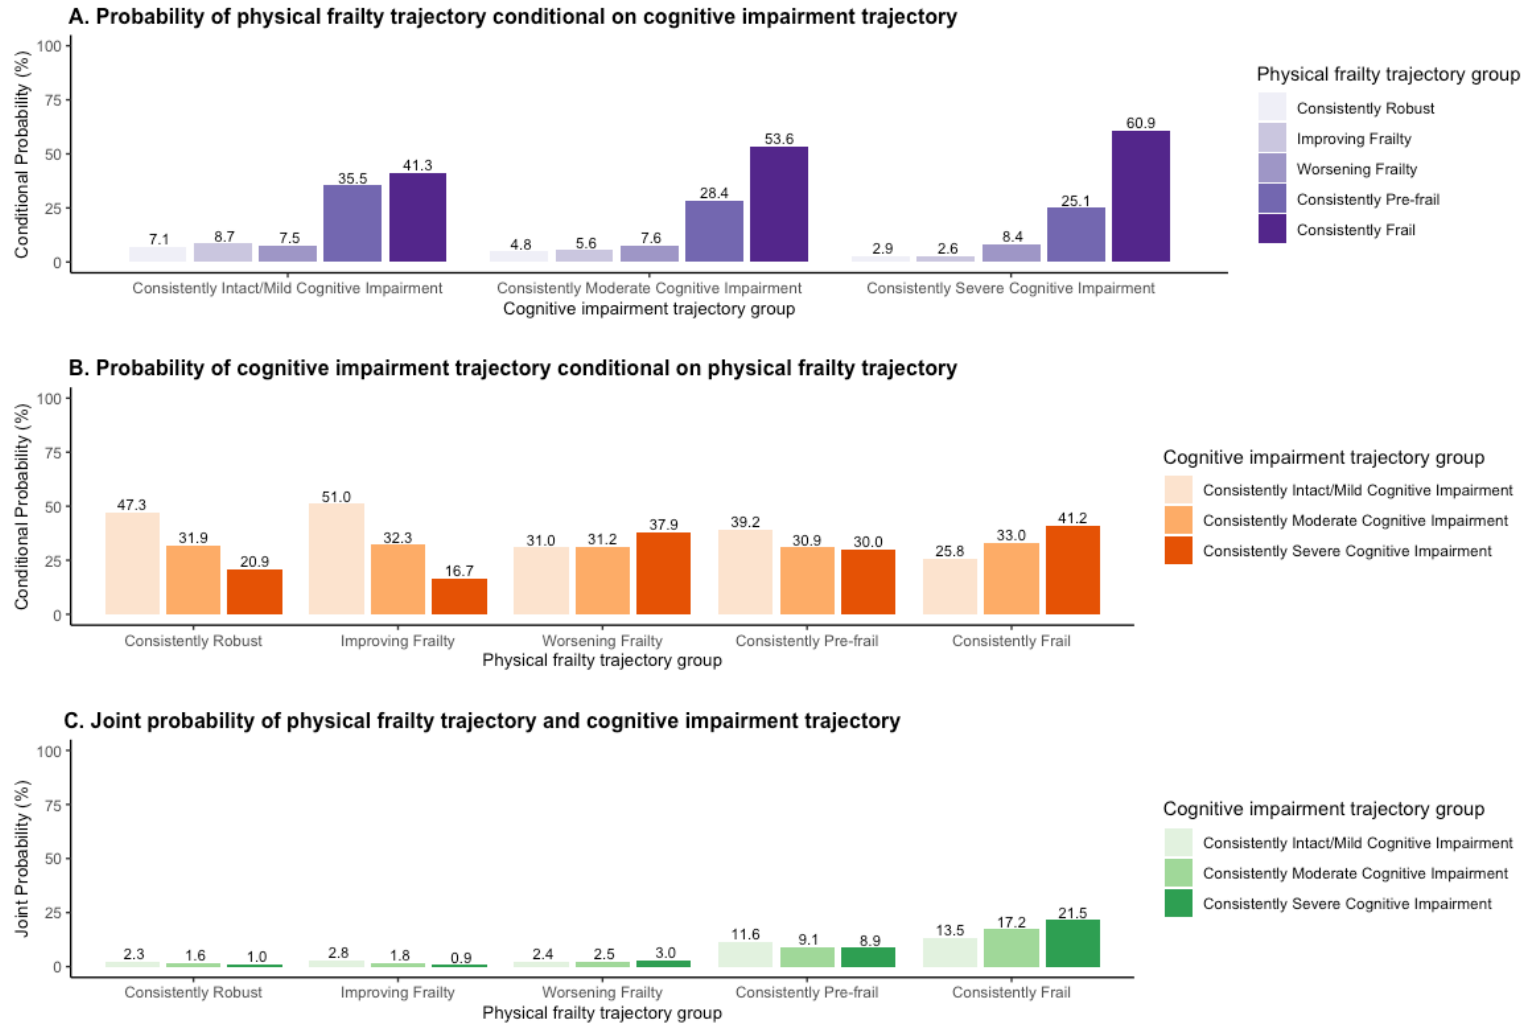 A. Probability of physical frailty trajectory conditional on cognitive impairment trajectory
Conditional Probability (%)
100
75
50
25
0
7.1
8.7
7.5
35.5
41.3
4.8
5.6
7.6
28.4
53.6
2.9
2.6
8.4
25.1
60.9
Consistently Intact/Mild Cognitive Impairment
Consistently Moderate Cognitive Impairment
Consistently Severe Cognitive Impairment
Cognitive impairment trajectory group
Physical frailty trajectory group
Consistently Robust
Improving Frailty
Worsening Frailty
Consistently Pre-frail
Consistently Frail
B. Probability of cognitive impairment trajectory conditional on physical frailty trajectory
Conditional Probability (%)
100
75
50
25
0
47.3
31.9
20.9
51.0
32.3
16.7
31.0
31.2
37.9
39.2
30.9
30.0
25.8
33.0
41.2
Consistently Robust
Improving Frailty
Worsening Frailty
Consistently Pre-frail
Consistently Frail
Physical frailty trajectory group
Cognitive impairment trajectory group
Consistently Intact/Mild Cognitive Impairment
Consistently Moderate Cognitive Impairment
Consistently Severe Cognitive Impairment
C. Joint probability of physical frailty trajectory and cognitive impairment trajectory
Joint Probability (%)
100
75
50
25
0
2.3
1.6
1.0
2.8
1.8
0.9
2.4
2.5
3.0
11.6
9.1
8.9
13.5
17.2
21.5
Consistently Robust
Improving Frailty
Worsening Frailty
Consistently Pre-frail
Consistently Frail
Physical frailty trajectory group
Cognitive impairment trajectory group
Consistently Intact/Mild Cognitive Impairment
Consistently Moderate Cognitive Impairment
Consistently Severe Cognitive Impairment